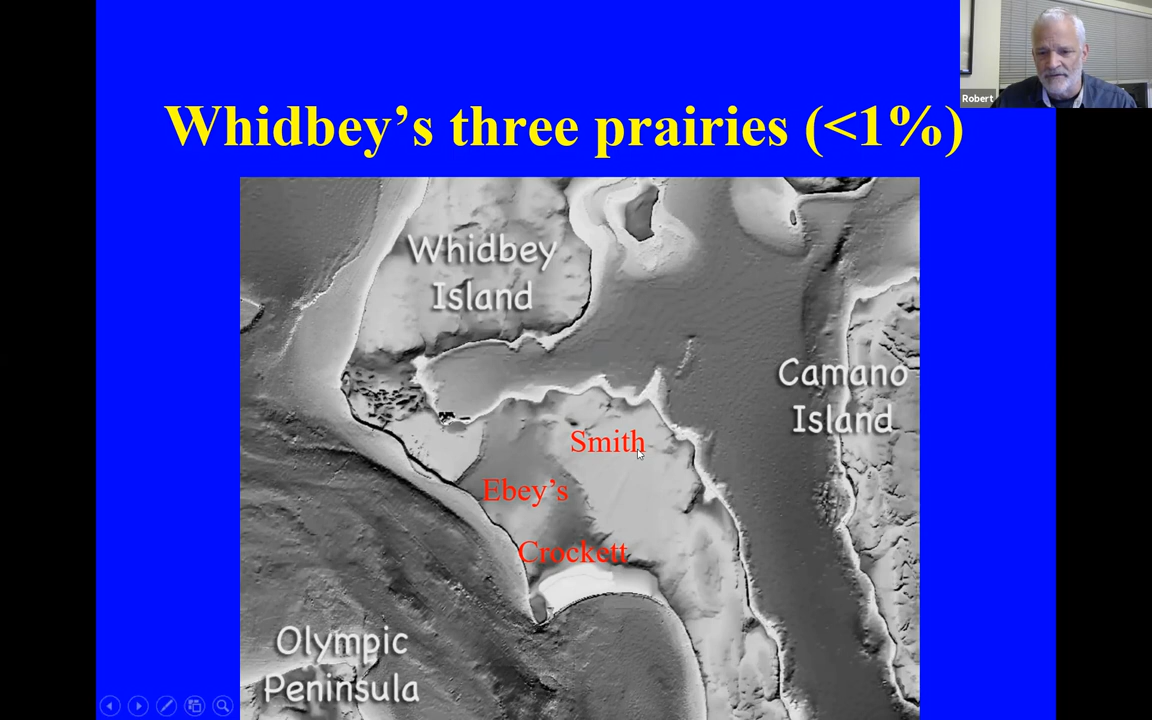 Robert
Whidbey’s three prairies (<1%)
Whidbey
Island
Camano
Island
Smith
Ebey’s
Crockett
Olympic
Peninsula